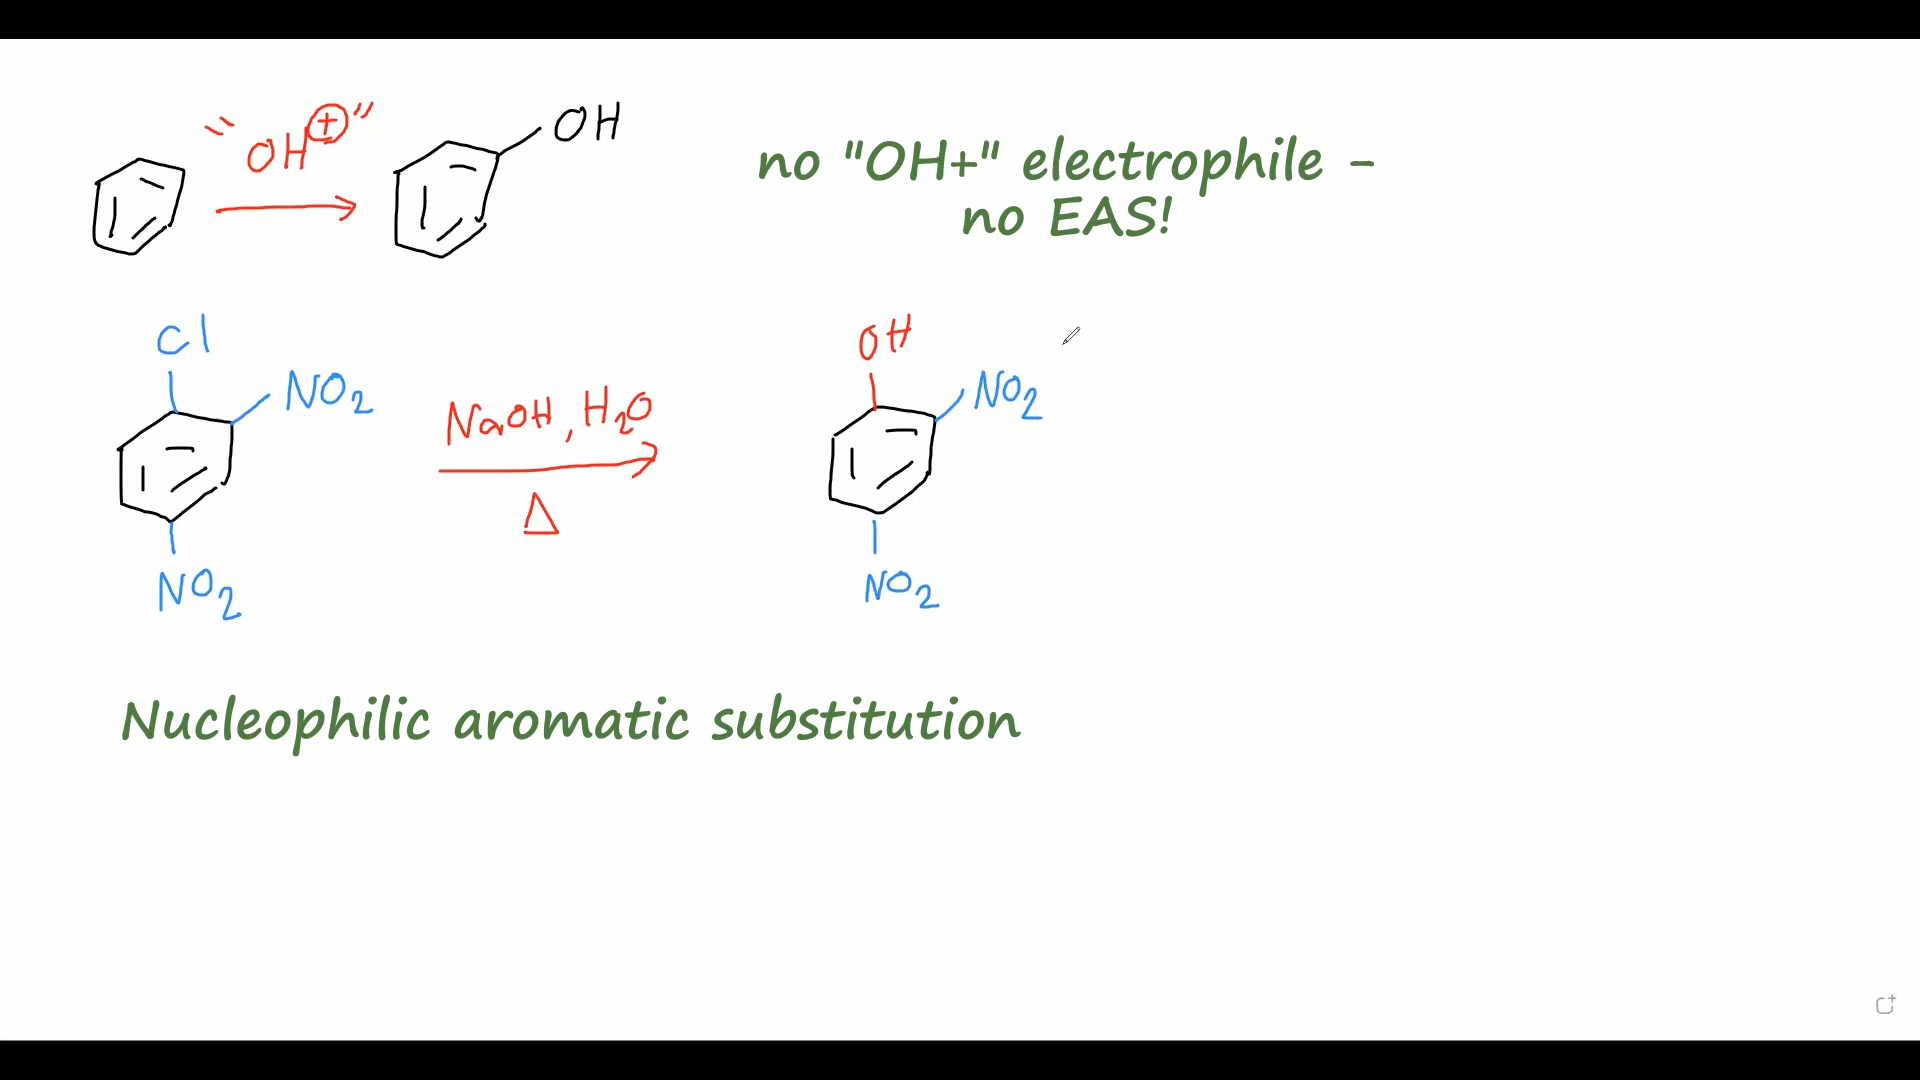 "OH⊕"
OH
no "OH+" electrophile -
no EAS!
Cl
NO₂
NaOH, H₂O
Δ
NO₂
OH
NO₂
NO₂
Nucleophilic aromatic substitution